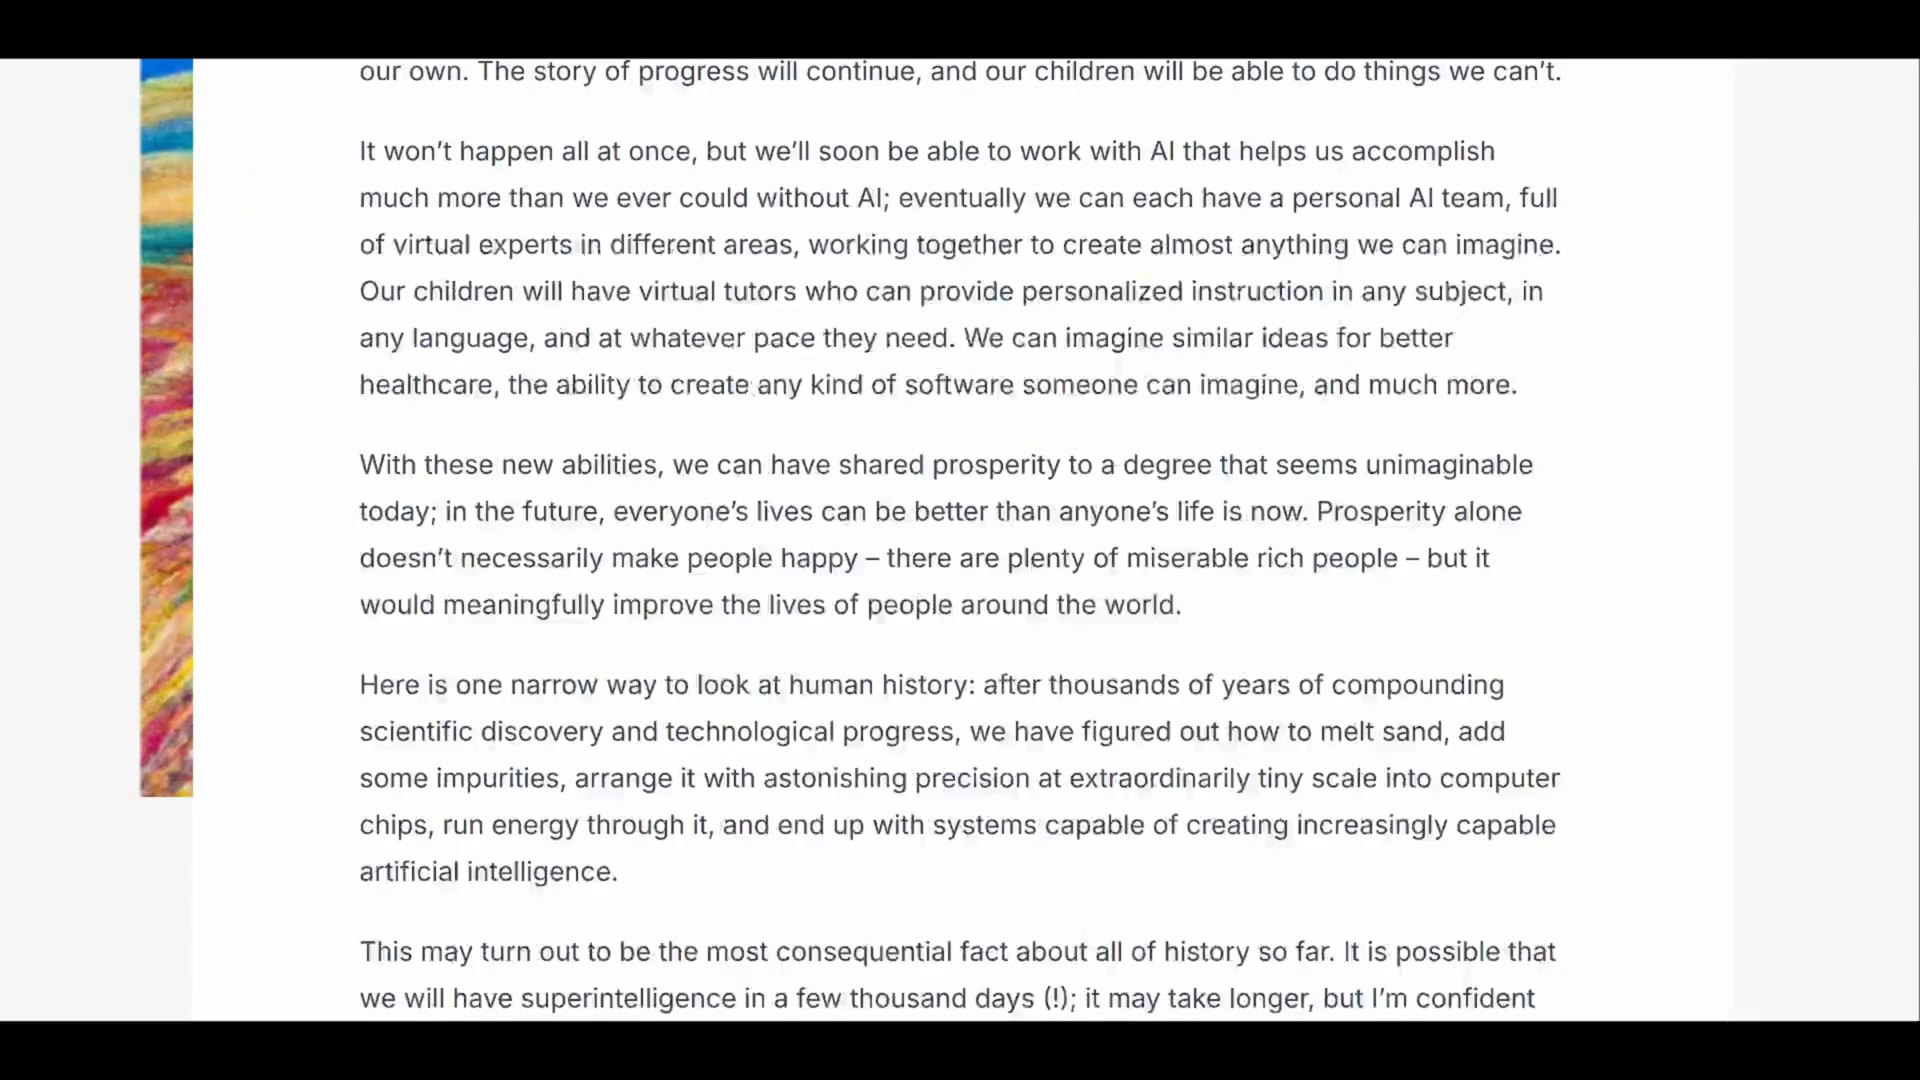 our own. The story of progress will continue, and our children will be able to do things we can’t.
It won’t happen all at once, but we’ll soon be able to work with AI that helps us accomplish
much more than we ever could without AI; eventually we can each have a personal AI team, full
of virtual experts in different areas, working together to create almost anything we can imagine.
Our children will have virtual tutors who can provide personalized instruction in any subject, in
any language, and at whatever pace they need. We can imagine similar ideas for better
healthcare, the ability to create any kind of software someone can imagine, and much more.
With these new abilities, we can have shared prosperity to a degree that seems unimaginable
today; in the future, everyone’s lives can be better than anyone’s life is now. Prosperity alone
doesn’t necessarily make people happy – there are plenty of miserable rich people – but it
would meaningfully improve the lives of people around the world.
Here is one narrow way to look at human history: after thousands of years of compounding
scientific discovery and technological progress, we have figured out how to melt sand, add
some impurities, arrange it with astonishing precision at extraordinarily tiny scale into computer
chips, run energy through it, and end up with systems capable of creating increasingly capable
artificial intelligence.
This may turn out to be the most consequential fact about all of history so far. It is possible that
we will have superintelligence in a few thousand days (!); it may take longer, but I’m confident